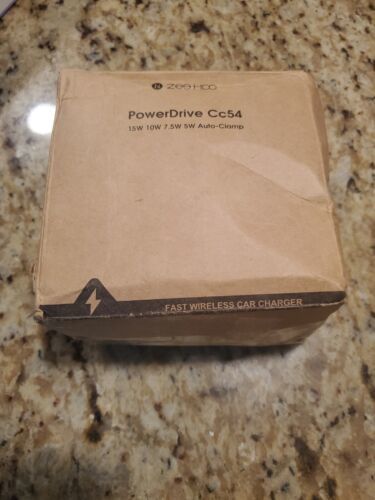 ZeeHoo
PowerDrive Cc54
15W 10W 7.5W 5W Auto-Clamp
FAST WIRELESS CAR CHARGER